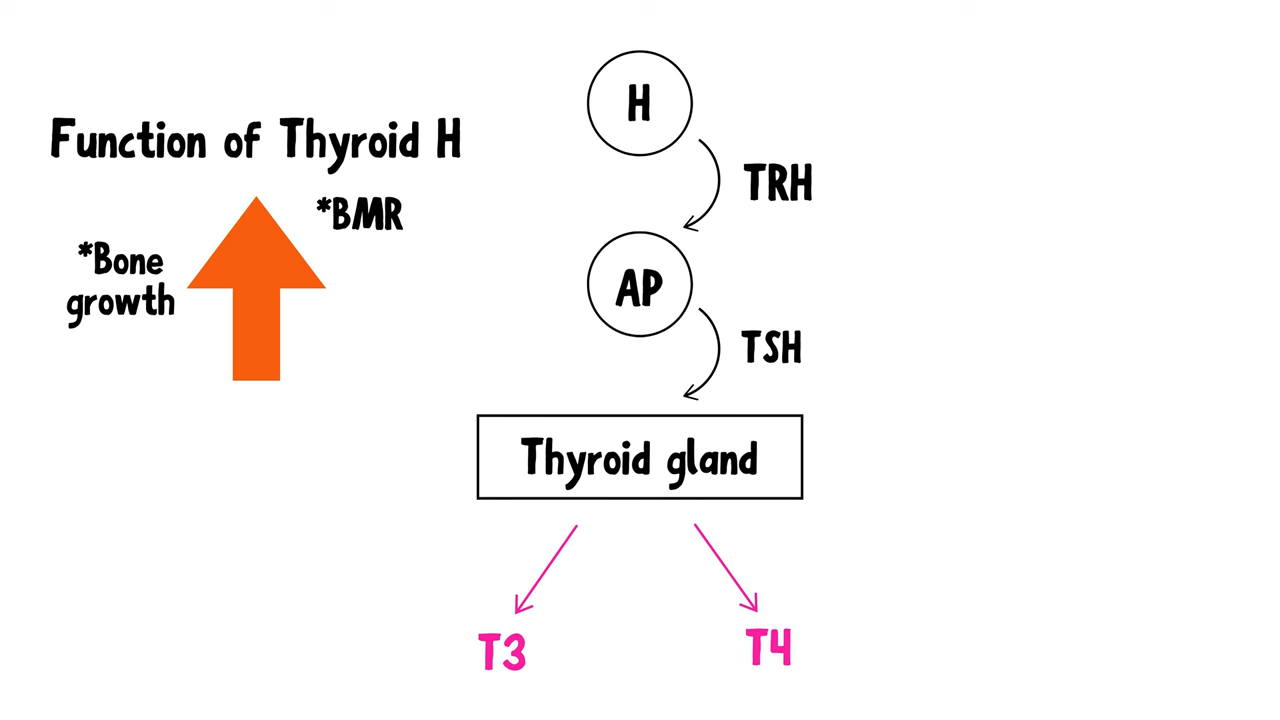 Function of Thyroid H
*BMR
*Bone
growth
H
TRH
AP
TSH
Thyroid gland
T3
T4